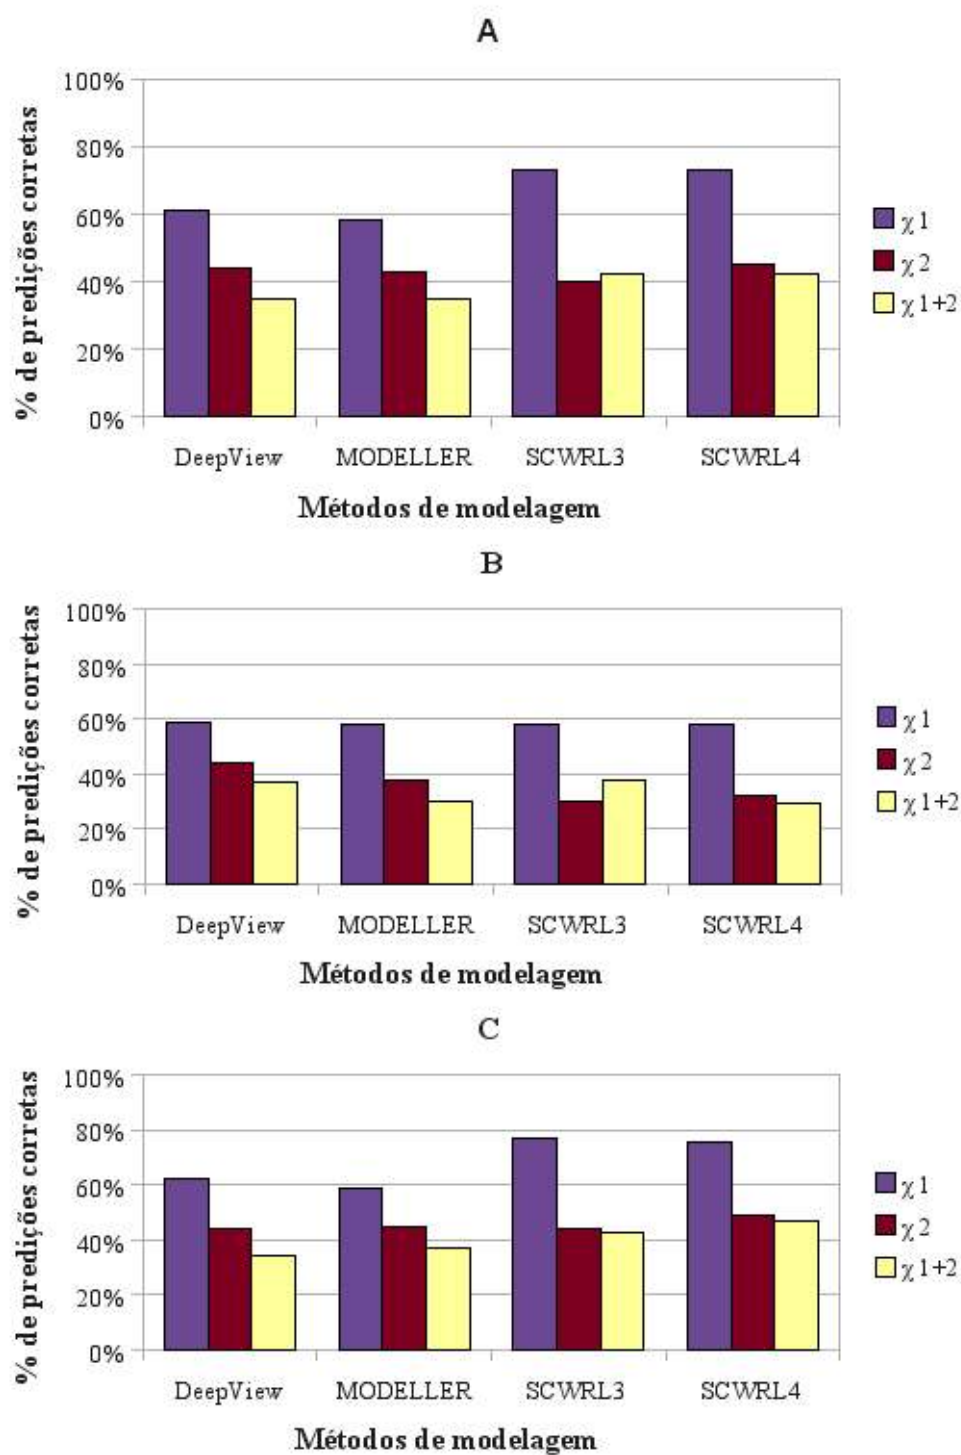 A
% de predições corretas
100%
80%
60%
40%
20%
0%
DeepView MODELLER SCWRL3 SCWRL4
Métodos de modelagem
χ1
χ2
χ1+2
B
% de predições corretas
100%
80%
60%
40%
20%
0%
DeepView MODELLER SCWRL3 SCWRL4
Métodos de modelagem
χ1
χ2
χ1+2
C
% de predições corretas
100%
80%
60%
40%
20%
0%
DeepView MODELLER SCWRL3 SCWRL4
Métodos de modelagem
χ1
χ2
χ1+2